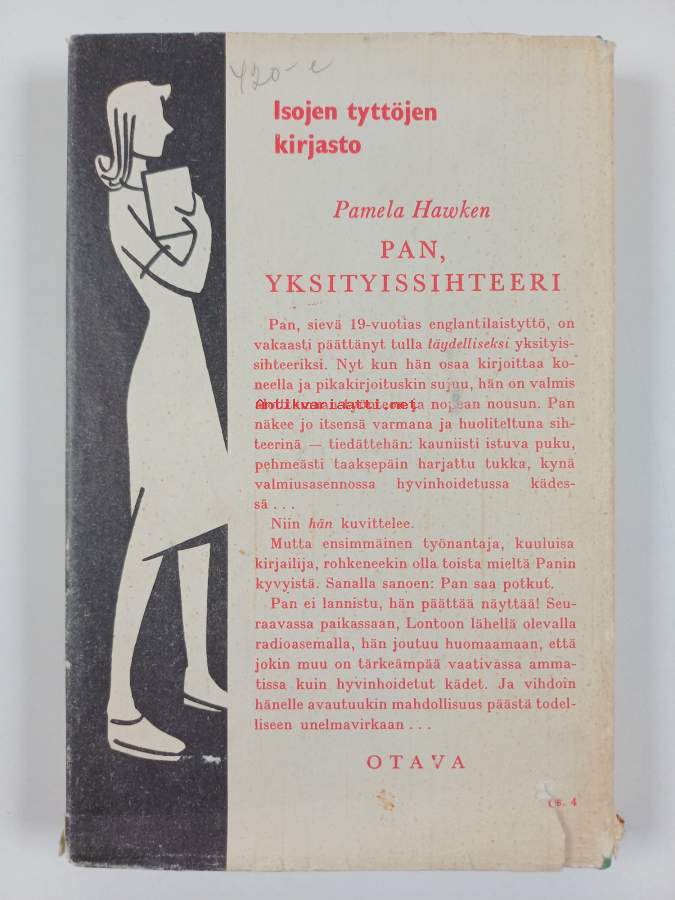 420- e
Isojen tyttöjen
kirjasto
Pamela Hawken
PAN,
YKSITYISSIHTEERI
Pan, sievä 19-vuotias englantilaistyttö, on
vakaasti päättänyt tulla täydelliseksi yksityis-
sihteeriksi. Nyt kun hän osaa kirjoittaa ko-
neella ja pikakirjoituskin sujuu, hän on valmis
Antikvariaatti.net ja nopean nousun. Pan
näkee jo itsensä varmana ja huoliteltuna sih-
teerinä — tiedättehän: kauniisti istuva puku,
pehmeästi taaksepäin harjattu tukka, kynä
valmiusasennossa hyvinhoidetussa kädes-
sä . . .
Niin hän kuvittelee.
Mutta ensimmäinen työnantaja, kuuluisa
kirjailija, rohkeneekin olla toista mieltä Panin
kyvyistä. Sanalla sanoen: Pan saa potkut.
Pan ei lannistu, hän päättää näyttää! Seu-
raavassa paikassaan, Lontoon lähellä olevalla
radioasemalla, hän joutuu huomaamaan, että
jokin muu on tärkeämpää vaativassa amma-
tissa kuin hyvinhoidetut kädet. Ja vihdoin
hänelle avautuukin mahdollisuus päästä todel-
liseen unelmavirkaan . . .
OTAVA
4